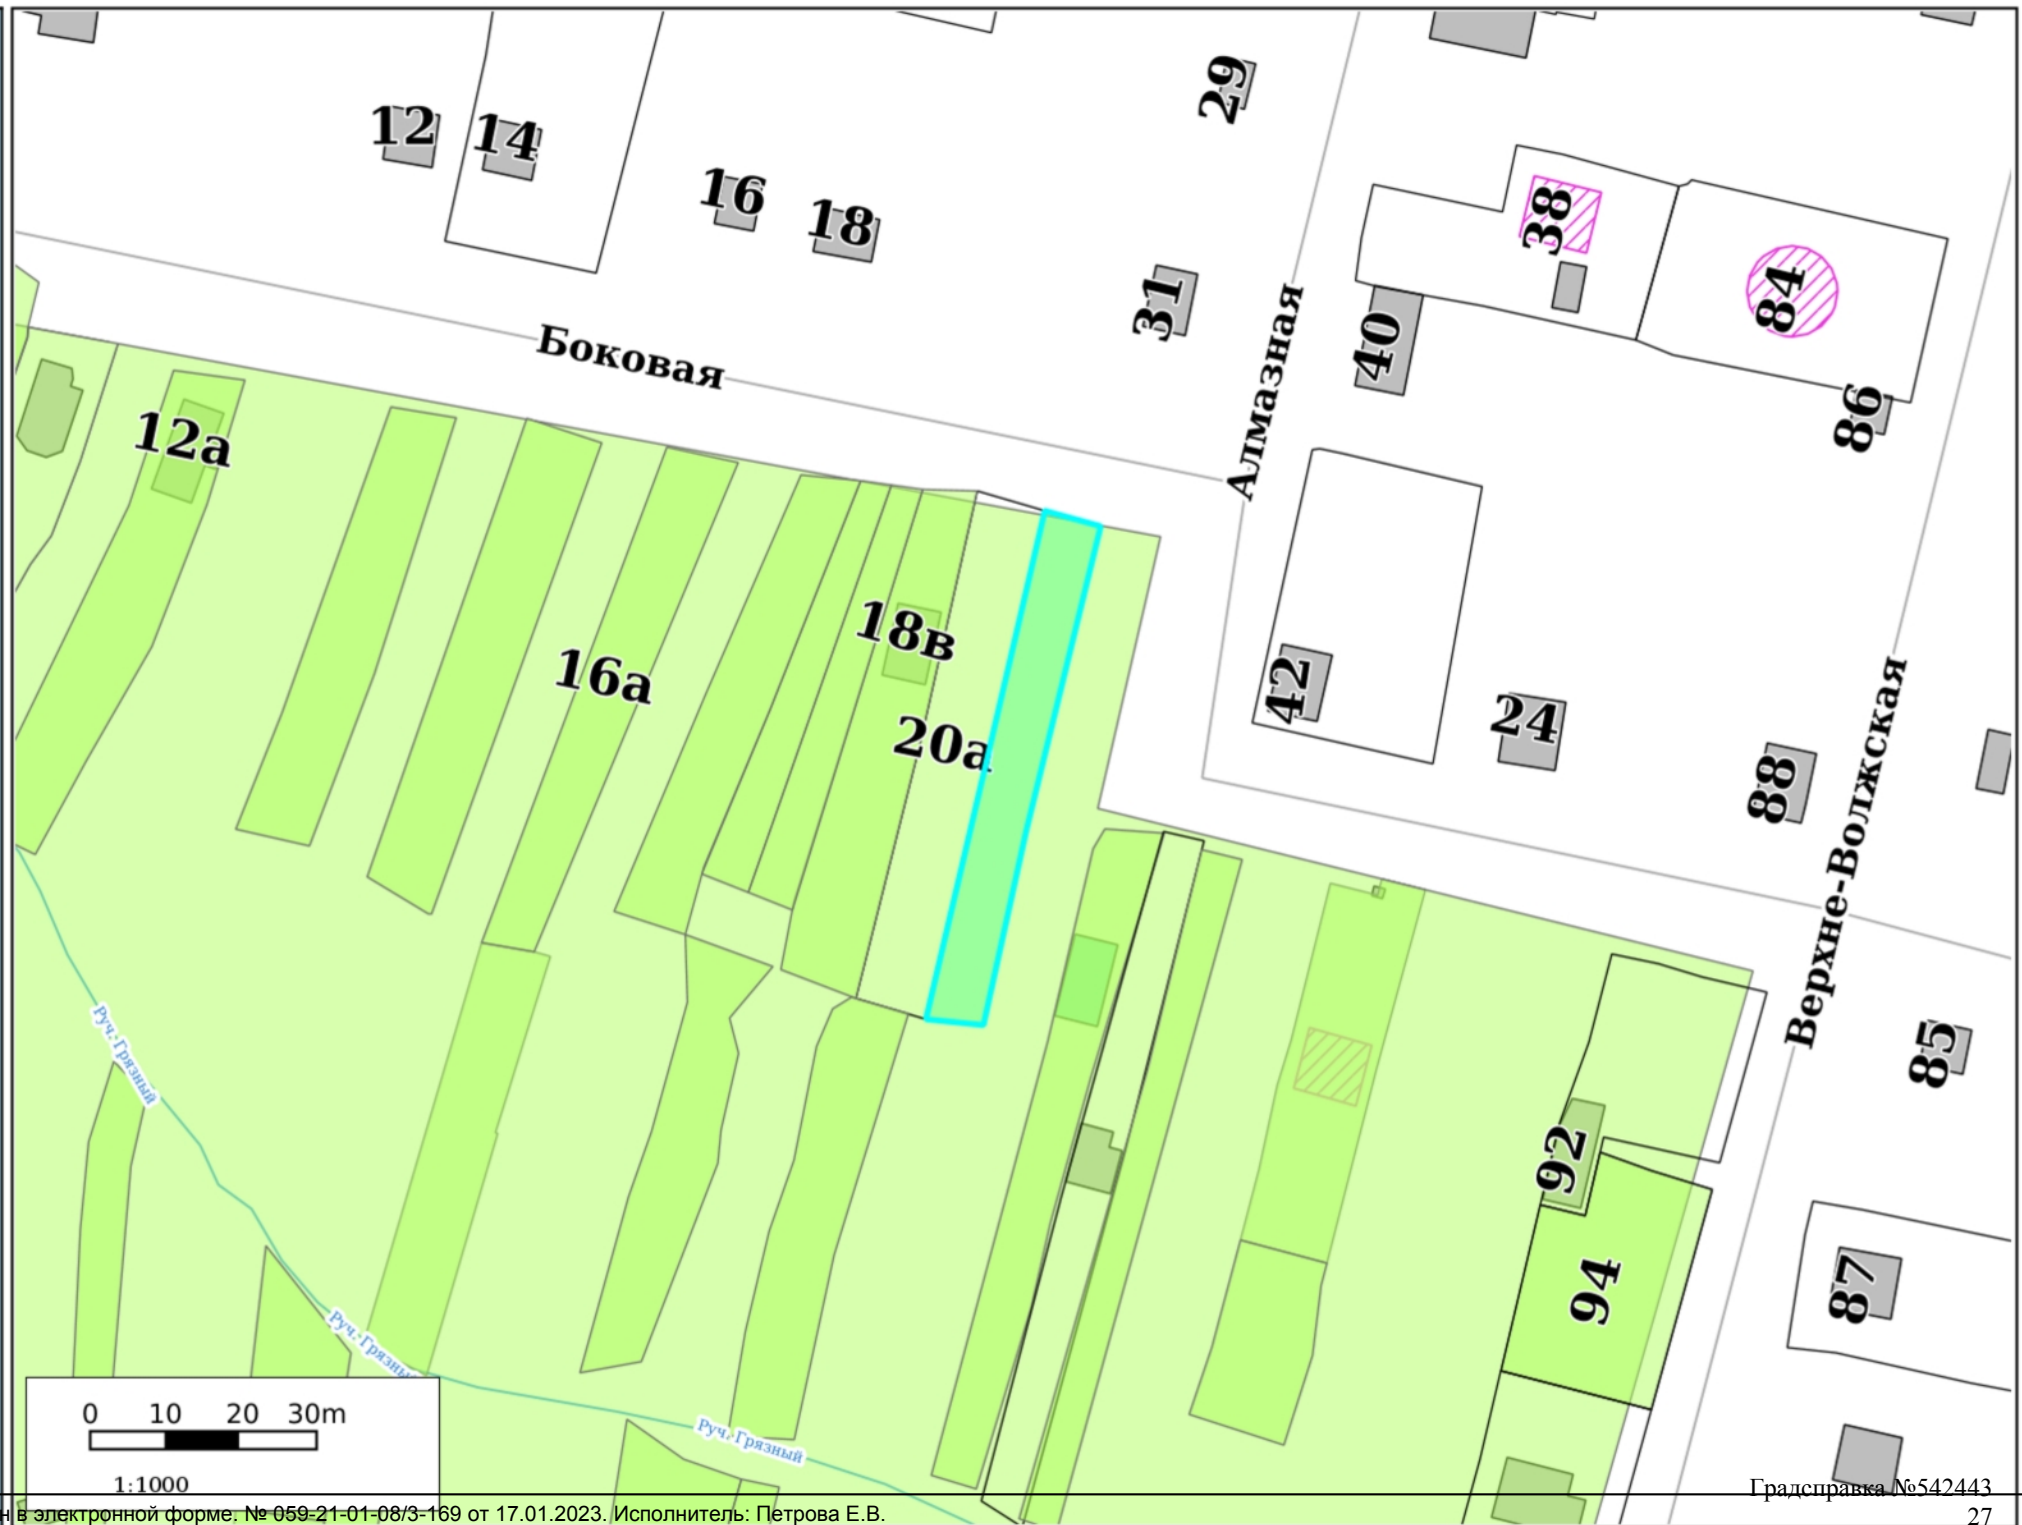 29
12
14
16
18
38
31
84
40
86
Боковая
Алмазная
12а
18в
16а
20а
42
24
88
Верхне-Волжская
85
92
94
87
Руч. Грязный
Руч. Грязный
Руч. Грязный
0 10 20 30m
1:1000
Градсправка №542443
н в электронной форме. № 059-21-01-08/3-169 от 17.01.2023. Исполнитель: Петрова Е.В.
27